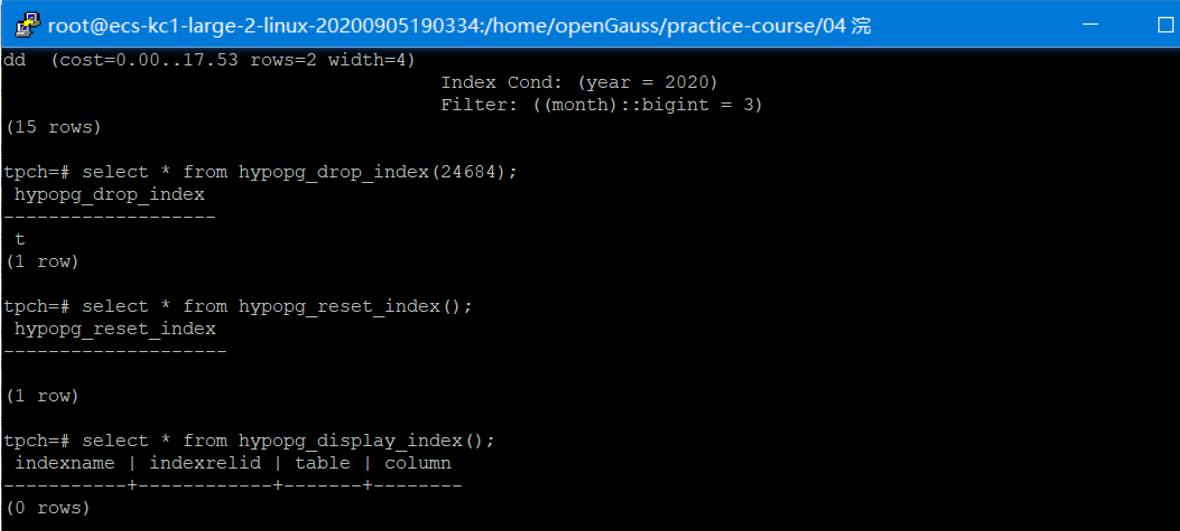 root@ecs-kc1-large-2-linux-20200905190334:/home/openGauss/practice-course/04 浣
dd  (cost=0.00..17.53 rows=2 width=4)
Index Cond: (year = 2020)
Filter: ((month)::bigint = 3)
(15 rows)
tpch=# select * from hypopg_drop_index(24684);
hypopg_drop_index
-------------------
t
(1 row)
tpch=# select * from hypopg_reset_index();
hypopg_reset_index
--------------------
(1 row)
tpch=# select * from hypopg_display_index();
indexname | indexrelid | table | column
-----------+------------+-------+--------
(0 rows)